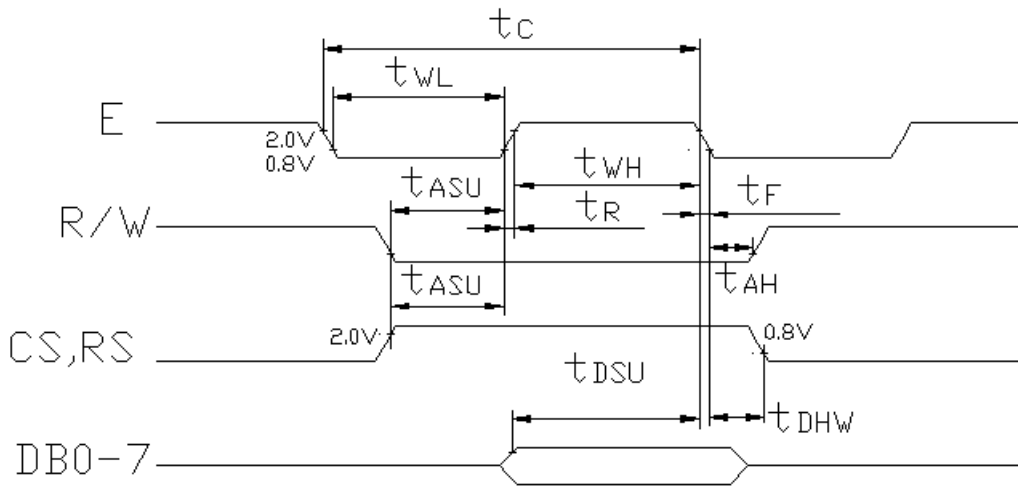 tC
tWL
E
2.0V
0.8V
tWH
tASU
tF
R/W
tR
tASU
tAH
2.0V
0.8V
CS,RS
tDSU
tDHW
DB0-7